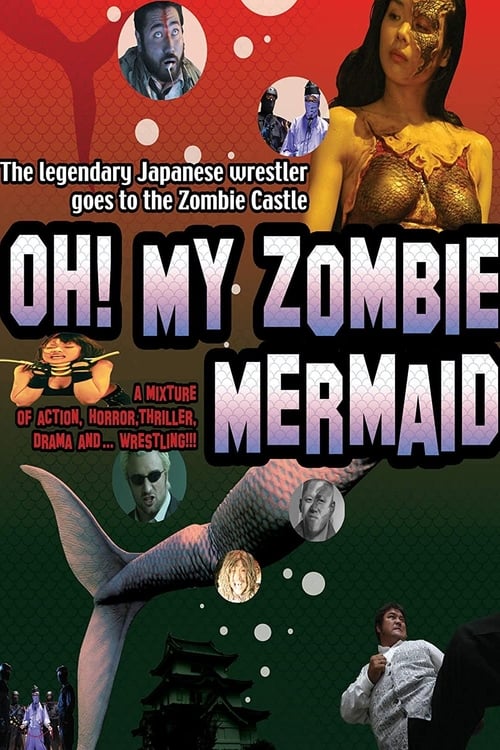 The legendary Japanese wrestler
goes to the Zombie Castle
OH! MY ZOMBIE
MERMAID
A MIXTURE
OF ACTION, HORROR,THRILLER,
DRAMA AND... WRESTLING!!!